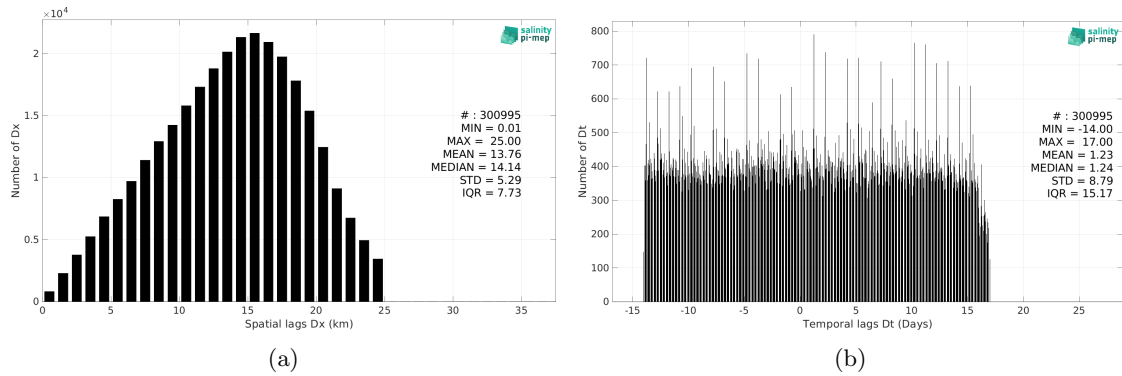 ×10⁴
2
1.5
1
0.5
0
Number of Dx
0 5 10 15 20 25 30 35
Spatial lags Dx (km)
salinity
pi-mep
# : 300995
MIN = 0.01
MAX = 25.00
MEAN = 13.76
MEDIAN = 14.14
STD = 5.29
IQR = 7.73
(a)
800
700
600
500
400
300
200
100
0
Number of Dt
-15 -10 -5 0 5 10 15 20 25
Temporal lags Dt (Days)
salinity
pi-mep
# : 300995
MIN = -14.00
MAX = 17.00
MEAN = 1.23
MEDIAN = 1.24
STD = 8.79
IQR = 15.17
(b)